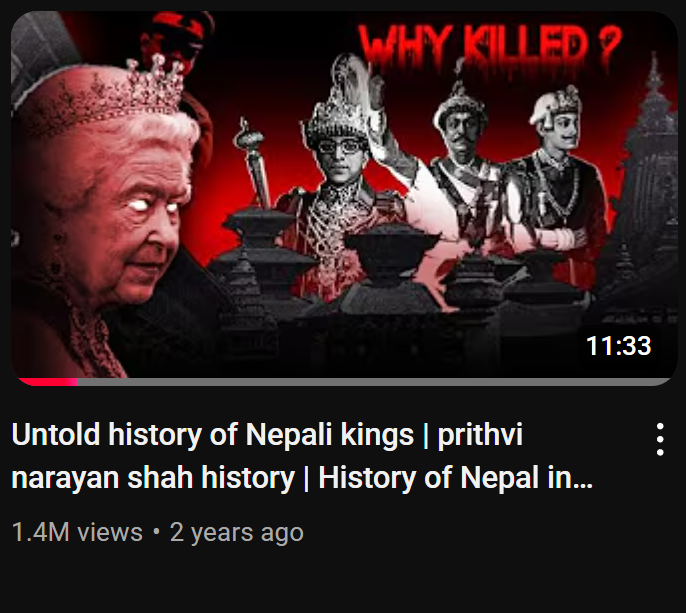 WHY KILLED ?
11:33
Untold history of Nepali kings | prithvi
narayan shah history | History of Nepal in...
1.4M views • 2 years ago